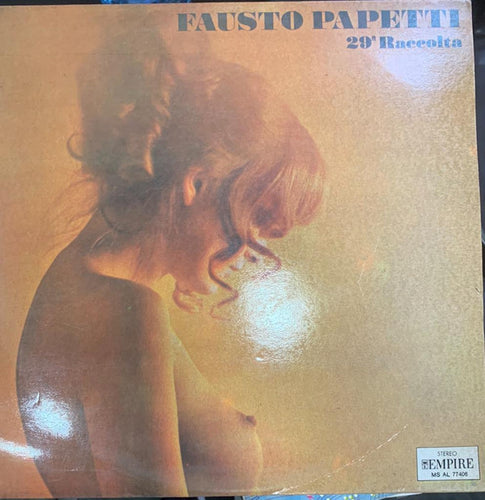 FAUSTO PAPETTI
29ª Raccolta
STEREO
EMPIRE
MS AL 77406